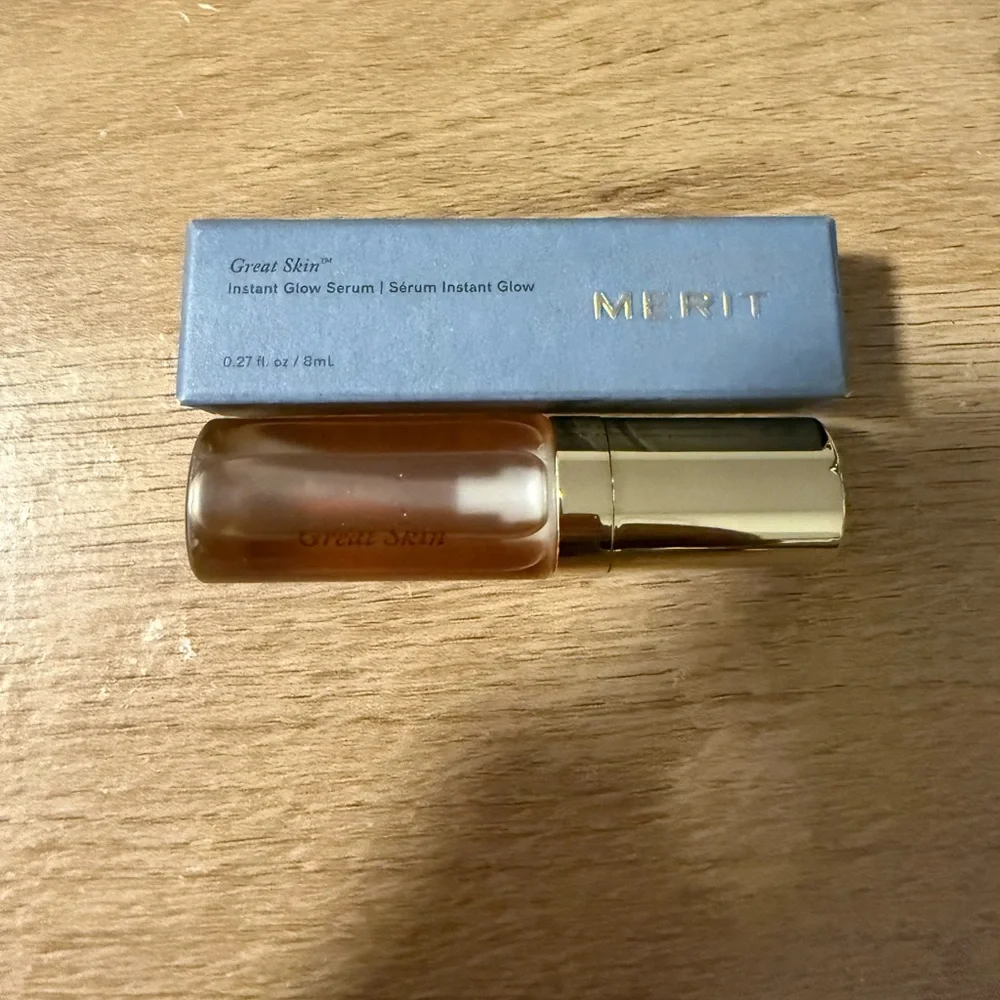 Great Skin™
Instant Glow Serum | Sérum Instant Glow
MERIT
0.27 fl. oz / 8mL
Great Skin